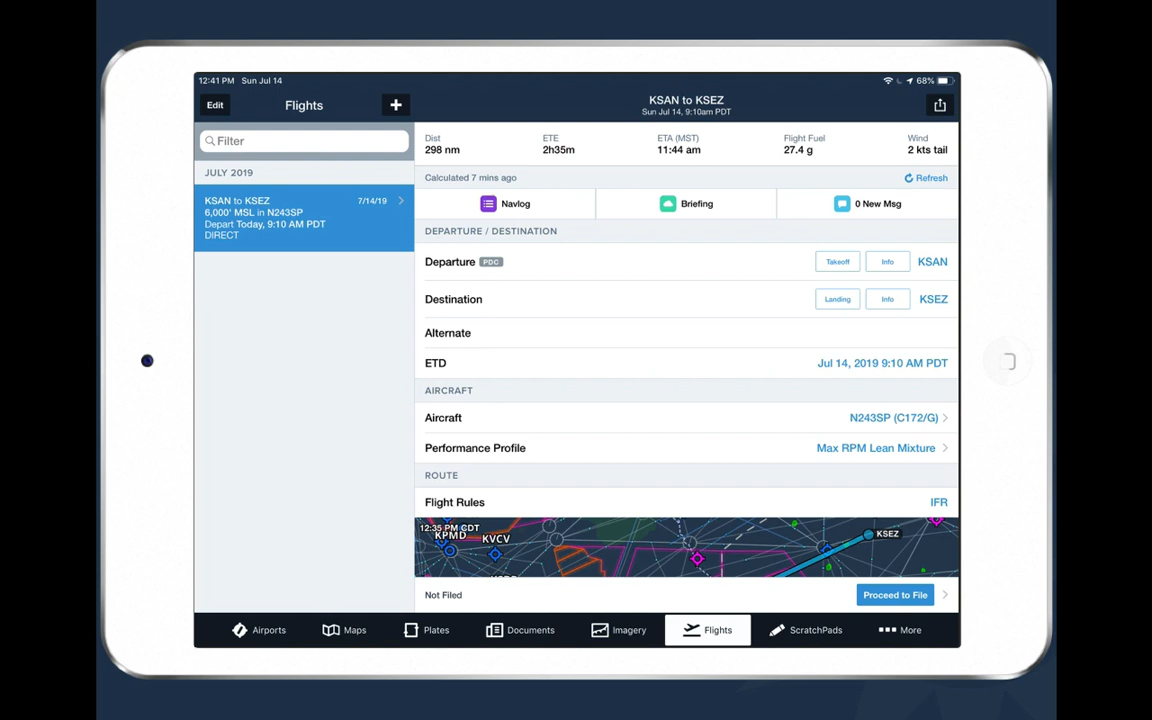 12:41 PM Sun Jul 14
68%
Edit
Flights
+
KSAN to KSEZ
Sun Jul 14, 9:10am PDT
Filter
JULY 2019
KSAN to KSEZ 7/14/19
6,000' MSL in N243SP
Depart Today, 9:10 AM PDT
DIRECT
Dist ETE ETA (MST) Flight Fuel Wind
298 nm 2h35m 11:44 am 27.4 g 2 kts tail
Calculated 7 mins ago Refresh
Navlog Briefing 0 New Msg
DEPARTURE / DESTINATION
Departure PDC Takeoff Info KSAN
Destination Landing Info KSEZ
Alternate
ETD Jul 14, 2019 9:10 AM PDT
AIRCRAFT
Aircraft N243SP (C172/G)
Performance Profile Max RPM Lean Mixture
ROUTE
Flight Rules IFR
12:35 PM CDT
KPMD KVCV KSEZ
Not Filed Proceed to File
Airports Maps Plates Documents Imagery Flights ScratchPads More